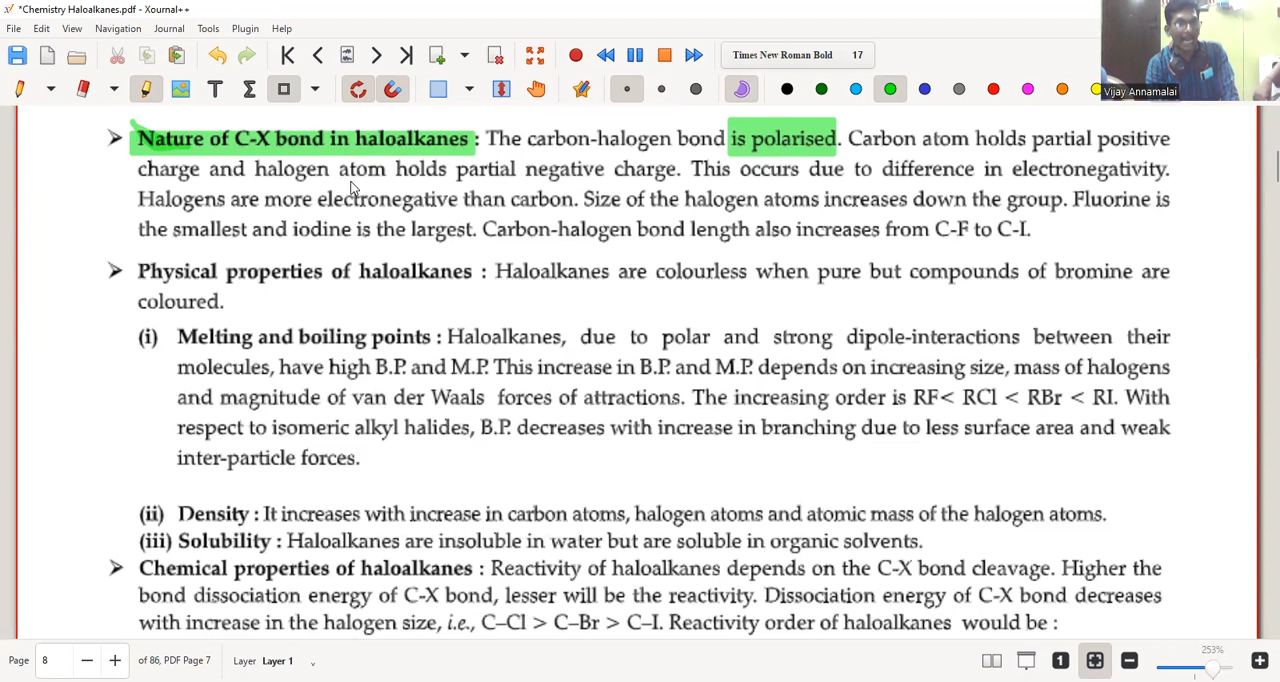 *Chemistry Haloalkanes.pdf - Xournal++
File Edit View Navigation Journal Tools Plugin Help
Times New Roman Bold 17
Vijay Annamalai
➤ Nature of C-X bond in haloalkanes : The carbon-halogen bond is polarised. Carbon atom holds partial positive
charge and halogen atom holds partial negative charge. This occurs due to difference in electronegativity.
Halogens are more electronegative than carbon. Size of the halogen atoms increases down the group. Fluorine is
the smallest and iodine is the largest. Carbon-halogen bond length also increases from C-F to C-I.
➤ Physical properties of haloalkanes : Haloalkanes are colourless when pure but compounds of bromine are
coloured.
(i) Melting and boiling points : Haloalkanes, due to polar and strong dipole-interactions between their
molecules, have high B.P. and M.P. This increase in B.P. and M.P. depends on increasing size, mass of halogens
and magnitude of van der Waals forces of attractions. The increasing order is RF< RCl < RBr < RI. With
respect to isomeric alkyl halides, B.P. decreases with increase in branching due to less surface area and weak
inter-particle forces.
(ii) Density : It increases with increase in carbon atoms, halogen atoms and atomic mass of the halogen atoms.
(iii) Solubility : Haloalkanes are insoluble in water but are soluble in organic solvents.
➤ Chemical properties of haloalkanes : Reactivity of haloalkanes depends on the C-X bond cleavage. Higher the
bond dissociation energy of C-X bond, lesser will be the reactivity. Dissociation energy of C-X bond decreases
with increase in the halogen size, i.e., C–Cl > C–Br > C–I. Reactivity order of haloalkanes would be :
Page 8 of 86, PDF Page 7 Layer Layer 1 253%